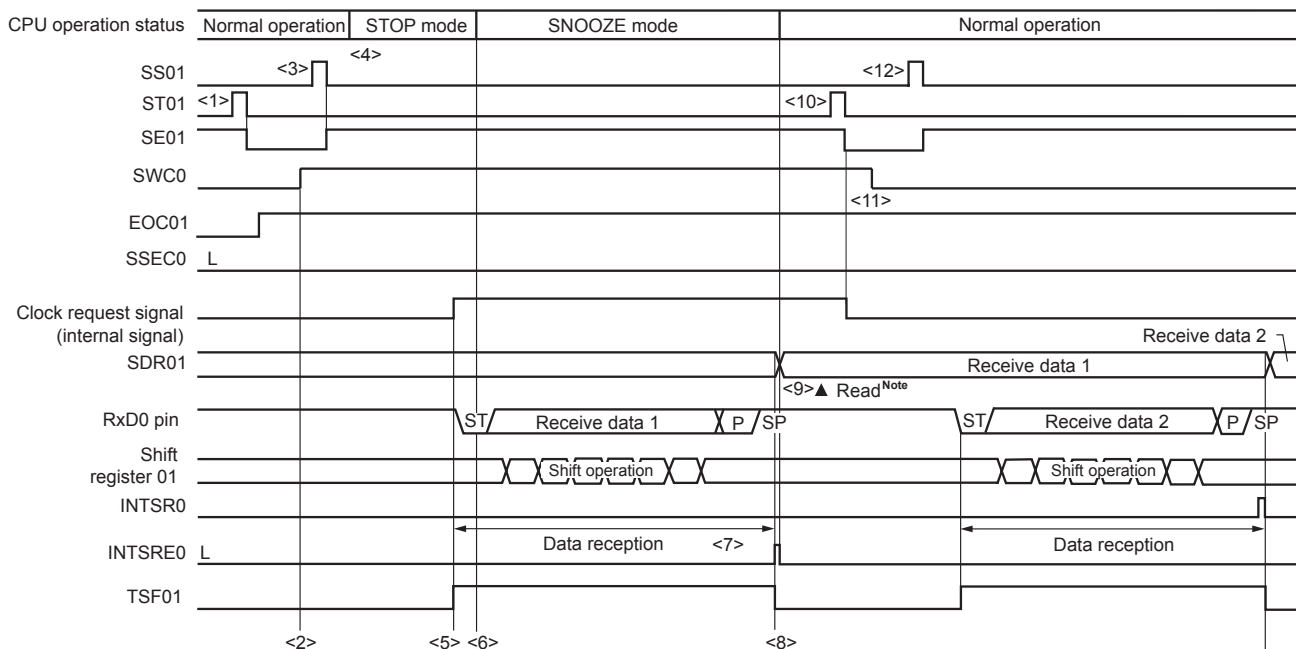 CPU operation status Normal operation STOP mode SNOOZE mode Normal operation
<4>
SS01 <3> <12>
ST01 <1> <10>
SE01
SWC0
<11>
EOC01
SSEC0 L
Clock request signal
(internal signal)
Receive data 2
SDR01 Receive data 1
<9>▲ Read Note
RxD0 pin ST Receive data 1 P SP ST Receive data 2 P SP
Shift
register 01 Shift operation Shift operation
INTSR0
Data reception <7> Data reception
INTSRE0 L
TSF01
<2> <5> <6> <8>